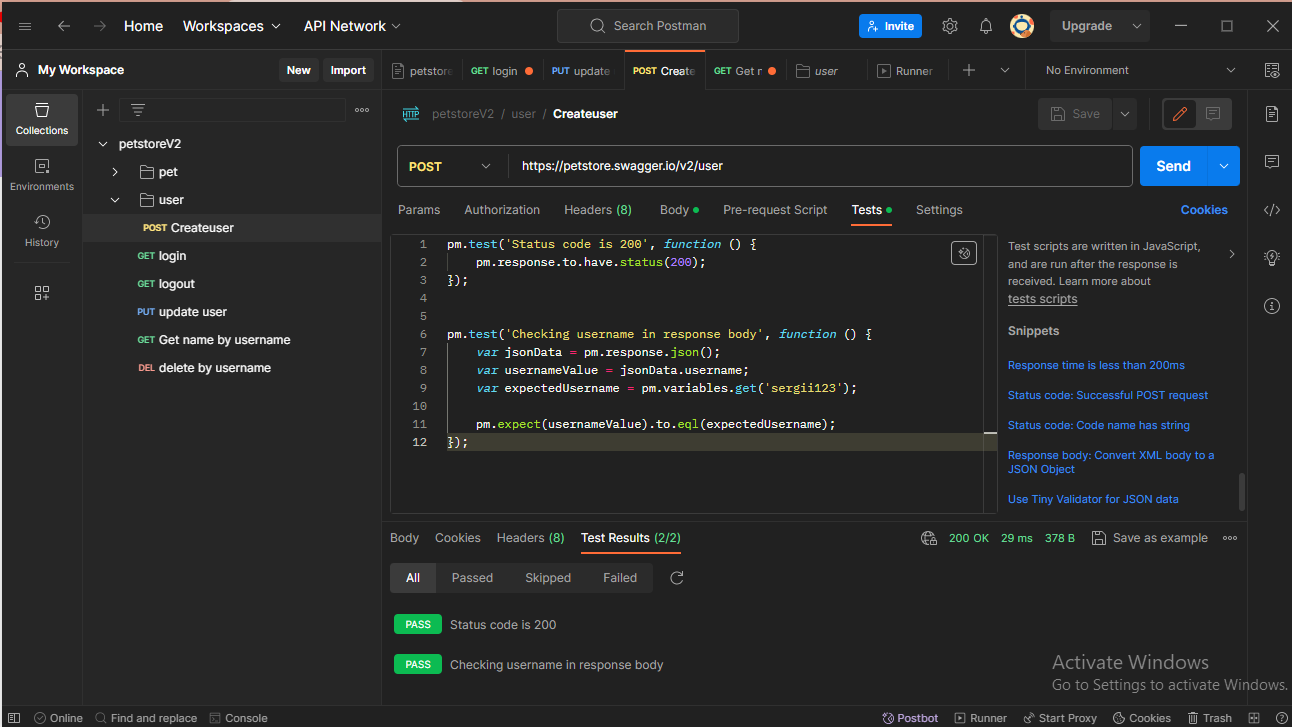 Home Workspaces API Network Search Postman Invite Upgrade
My Workspace New Import petstore GET login PUT update POST Create GET Get r user Runner No Environment
Collections
Environments
History
petstoreV2
pet
user
POST Createuser
GET login
GET logout
PUT update user
GET Get name by username
DEL delete by username
HTTP petstoreV2 / user / Createuser Save
POST https://petstore.swagger.io/v2/user Send
Params Authorization Headers (8) Body Pre-request Script Tests Settings Cookies
1 pm.test('Status code is 200', function () {
2 pm.response.to.have.status(200);
3 });
4
5
6 pm.test('Checking username in response body', function () {
7 var jsonData = pm.response.json();
8 var usernameValue = jsonData.username;
9 var expectedUsername = pm.variables.get('sergii123');
10
11 pm.expect(usernameValue).to.eql(expectedUsername);
12 });
Test scripts are written in JavaScript,
and are run after the response is
received. Learn more about
tests scripts
Snippets
Response time is less than 200ms
Status code: Successful POST request
Status code: Code name has string
Response body: Convert XML body to a
JSON Object
Use Tiny Validator for JSON data
Body Cookies Headers (8) Test Results (2/2) 200 OK 29 ms 378 B Save as example
All Passed Skipped Failed
PASS Status code is 200
PASS Checking username in response body
Activate Windows
Go to Settings to activate Windows.
Online Find and replace Console Postbot Runner Start Proxy Cookies Trash